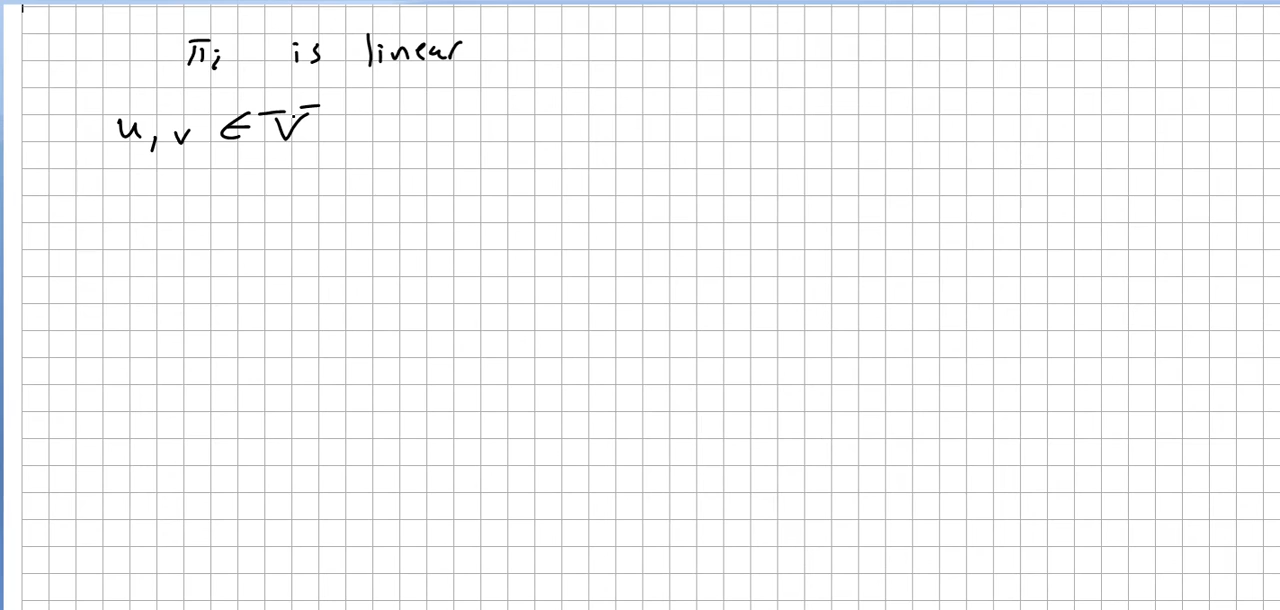 πᵢ is linear
u, v ∈ V